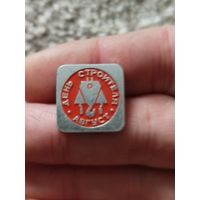 ДЕНЬ СТРОИТЕЛЯ
АВГУСТ